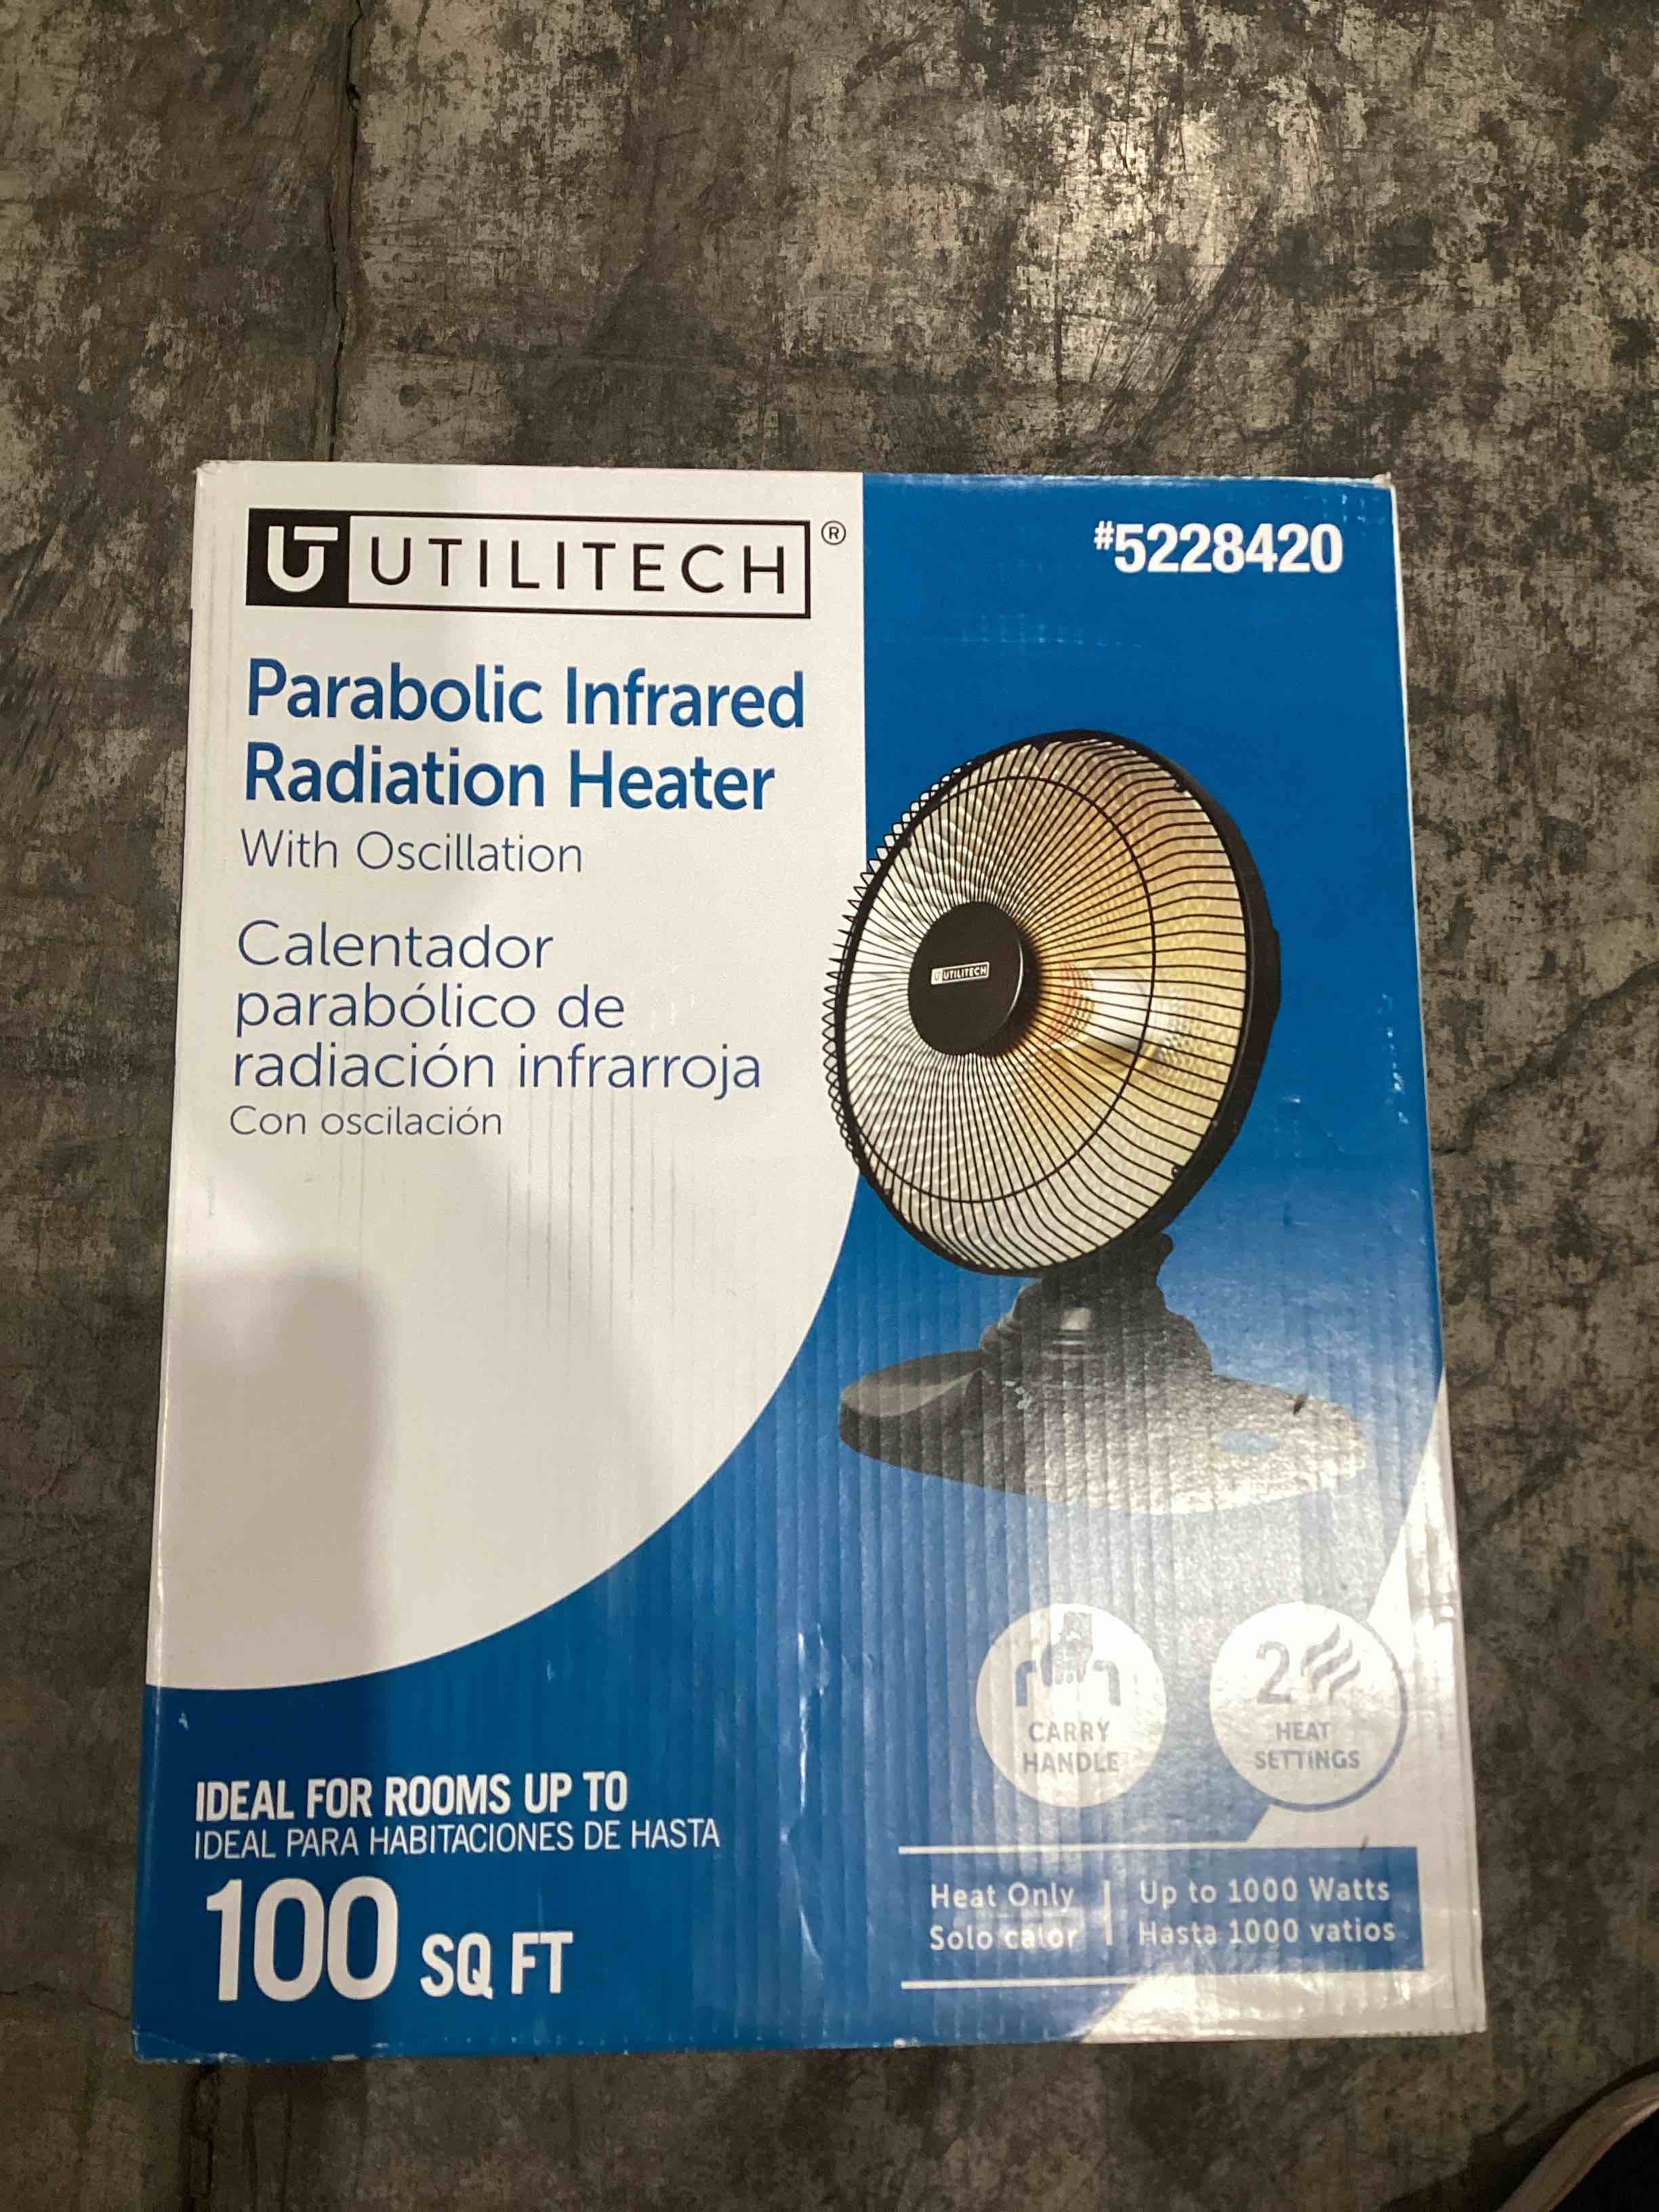 UTILITECH®
#5228420
Parabolic Infrared
Radiation Heater
With Oscillation
Calentador
parabólico de
radiación infrarroja
Con oscilación
UTILITECH
CARRY
HANDLE
2
HEAT
SETTINGS
IDEAL FOR ROOMS UP TO
IDEAL PARA HABITACIONES DE HASTA
100 SQ FT
Heat Only | Up to 1000 Watts
Solo calor | Hasta 1000 vatios